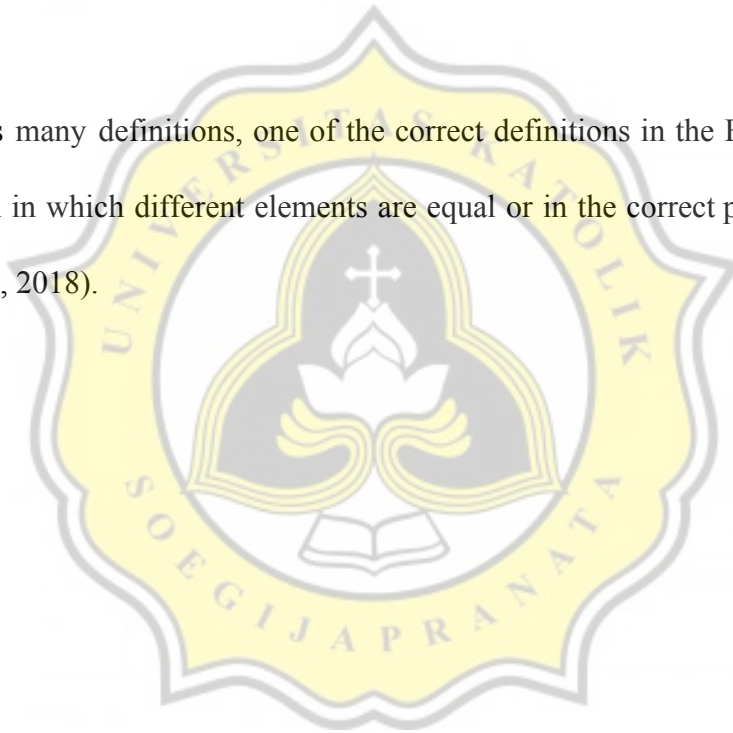 s many definitions, one of the correct definitions in the
in which different elements are equal or in the correct
, 2018).
UNIVERSITAS KATOLIK
SOEGIJAPRANATA